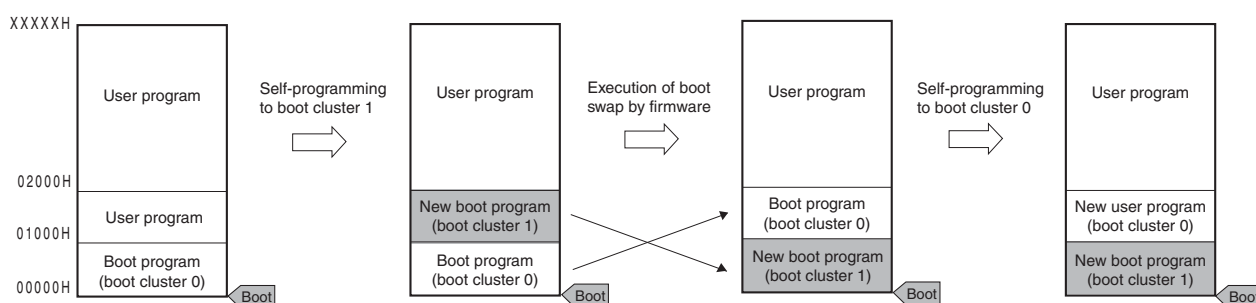 XXXXXH
User program
02000H
User program
01000H
Boot program
(boot cluster 0)
00000H
Boot
Self-programming
to boot cluster 1
User program
New boot program
(boot cluster 1)
Boot program
(boot cluster 0)
Boot
Execution of boot
swap by firmware
User program
Boot program
(boot cluster 0)
New boot program
(boot cluster 1)
Boot
Self-programming
to boot cluster 0
User program
New user program
(boot cluster 0)
New boot program
(boot cluster 1)
Boot